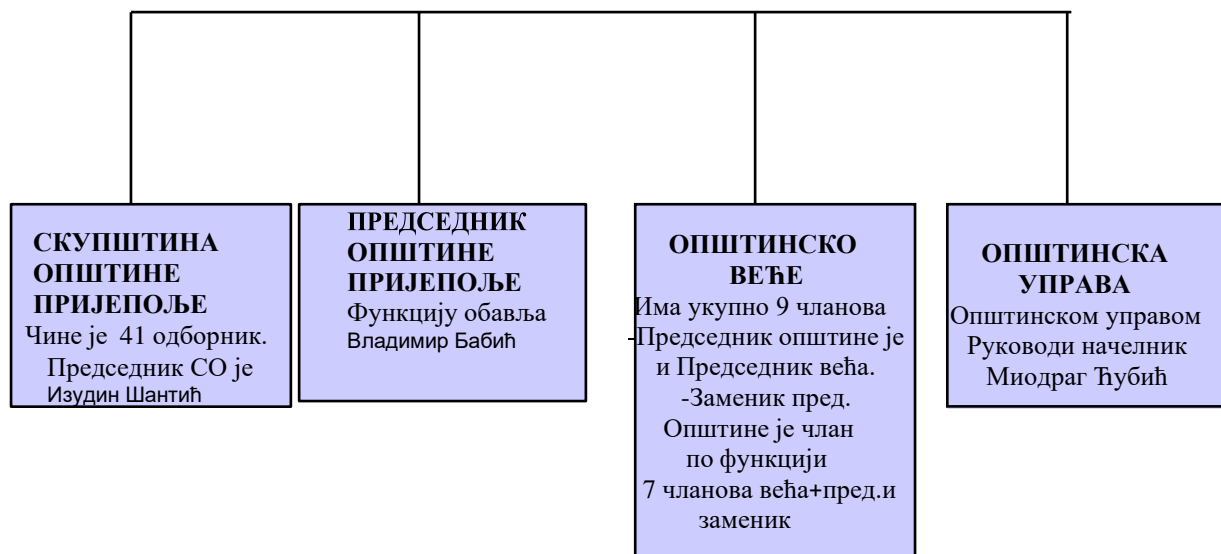 СКУПШТИНА
ОПШТИНЕ
ПРИЈЕПОЉЕ
Чине је 41 одборник.
Председник СО је
Изудин Шантић
ПРЕДСЕДНИК
ОПШТИНЕ
ПРИЈЕПОЉЕ
Функцију обавља
Владимир Бабић
ОПШТИНСКО
ВЕЋЕ
Има укупно 9 чланова
-Председник општине је
и Председник већа.
-Заменик пред.
Општине је члан
по функцији
7 чланова већа+пред.и
заменик
ОПШТИНСКА
УПРАВА
Општинском управом
Руководи начелник
Миодраг Ћубић